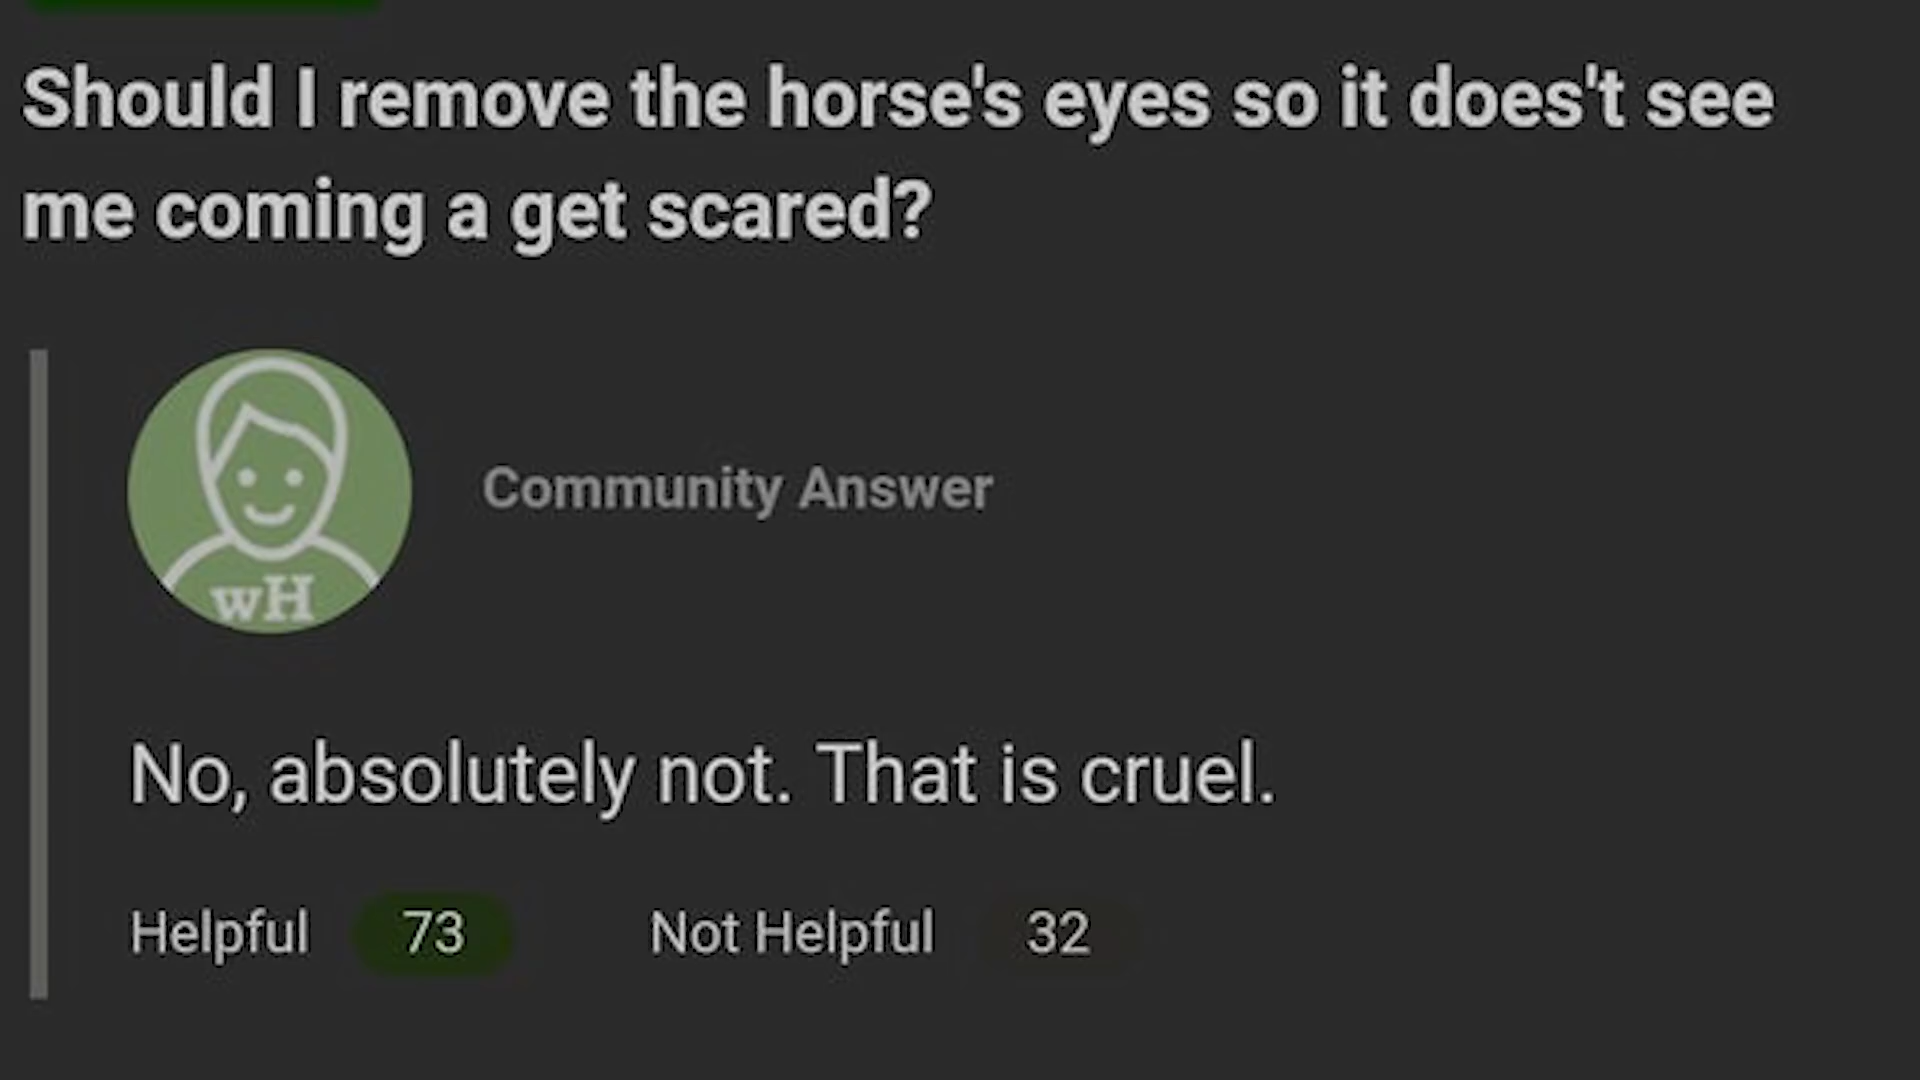 Should I remove the horse's eyes so it does't see
me coming a get scared?
wH
Community Answer
No, absolutely not. That is cruel.
Helpful 73 Not Helpful 32